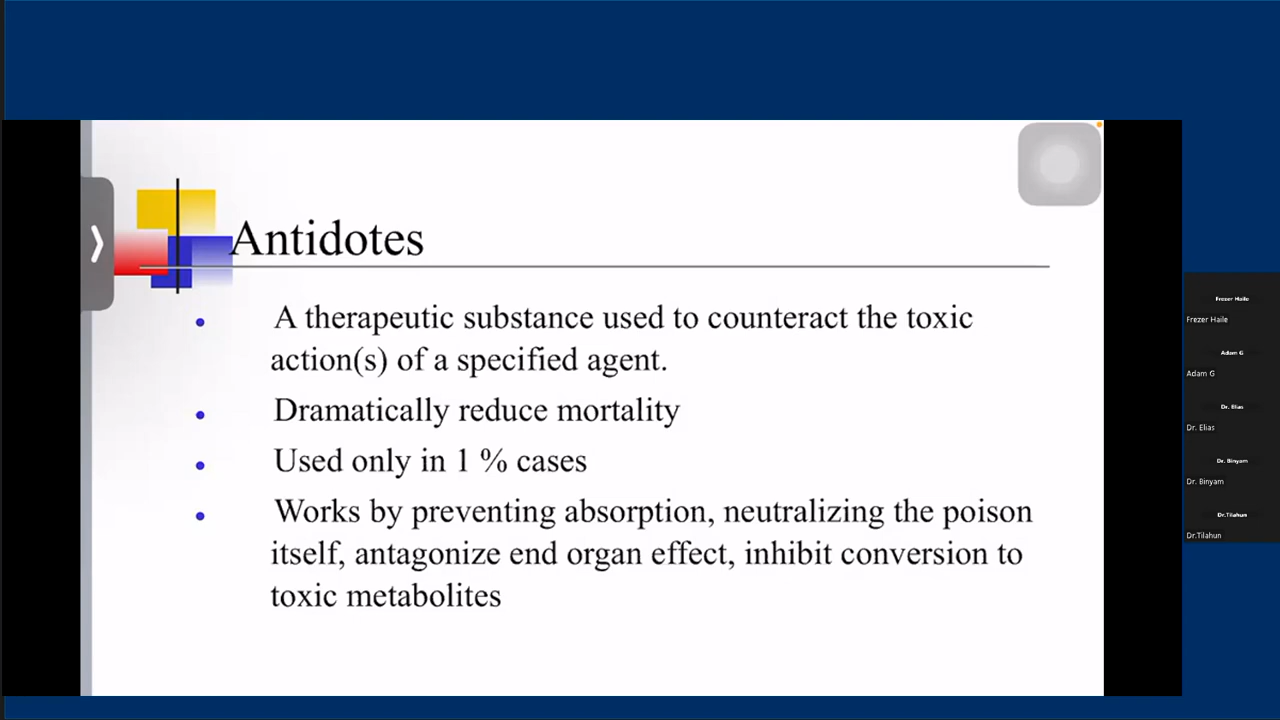 Antidotes
• A therapeutic substance used to counteract the toxic
action(s) of a specified agent.
• Dramatically reduce mortality
• Used only in 1 % cases
• Works by preventing absorption, neutralizing the poison
itself, antagonize end organ effect, inhibit conversion to
toxic metabolites
Frezer Haile
Frezer Haile
Adam G
Adam G
Dr. Elias
Dr. Elias
Dr. Binyam
Dr. Binyam
Dr.Tilahun
Dr.Tilahun